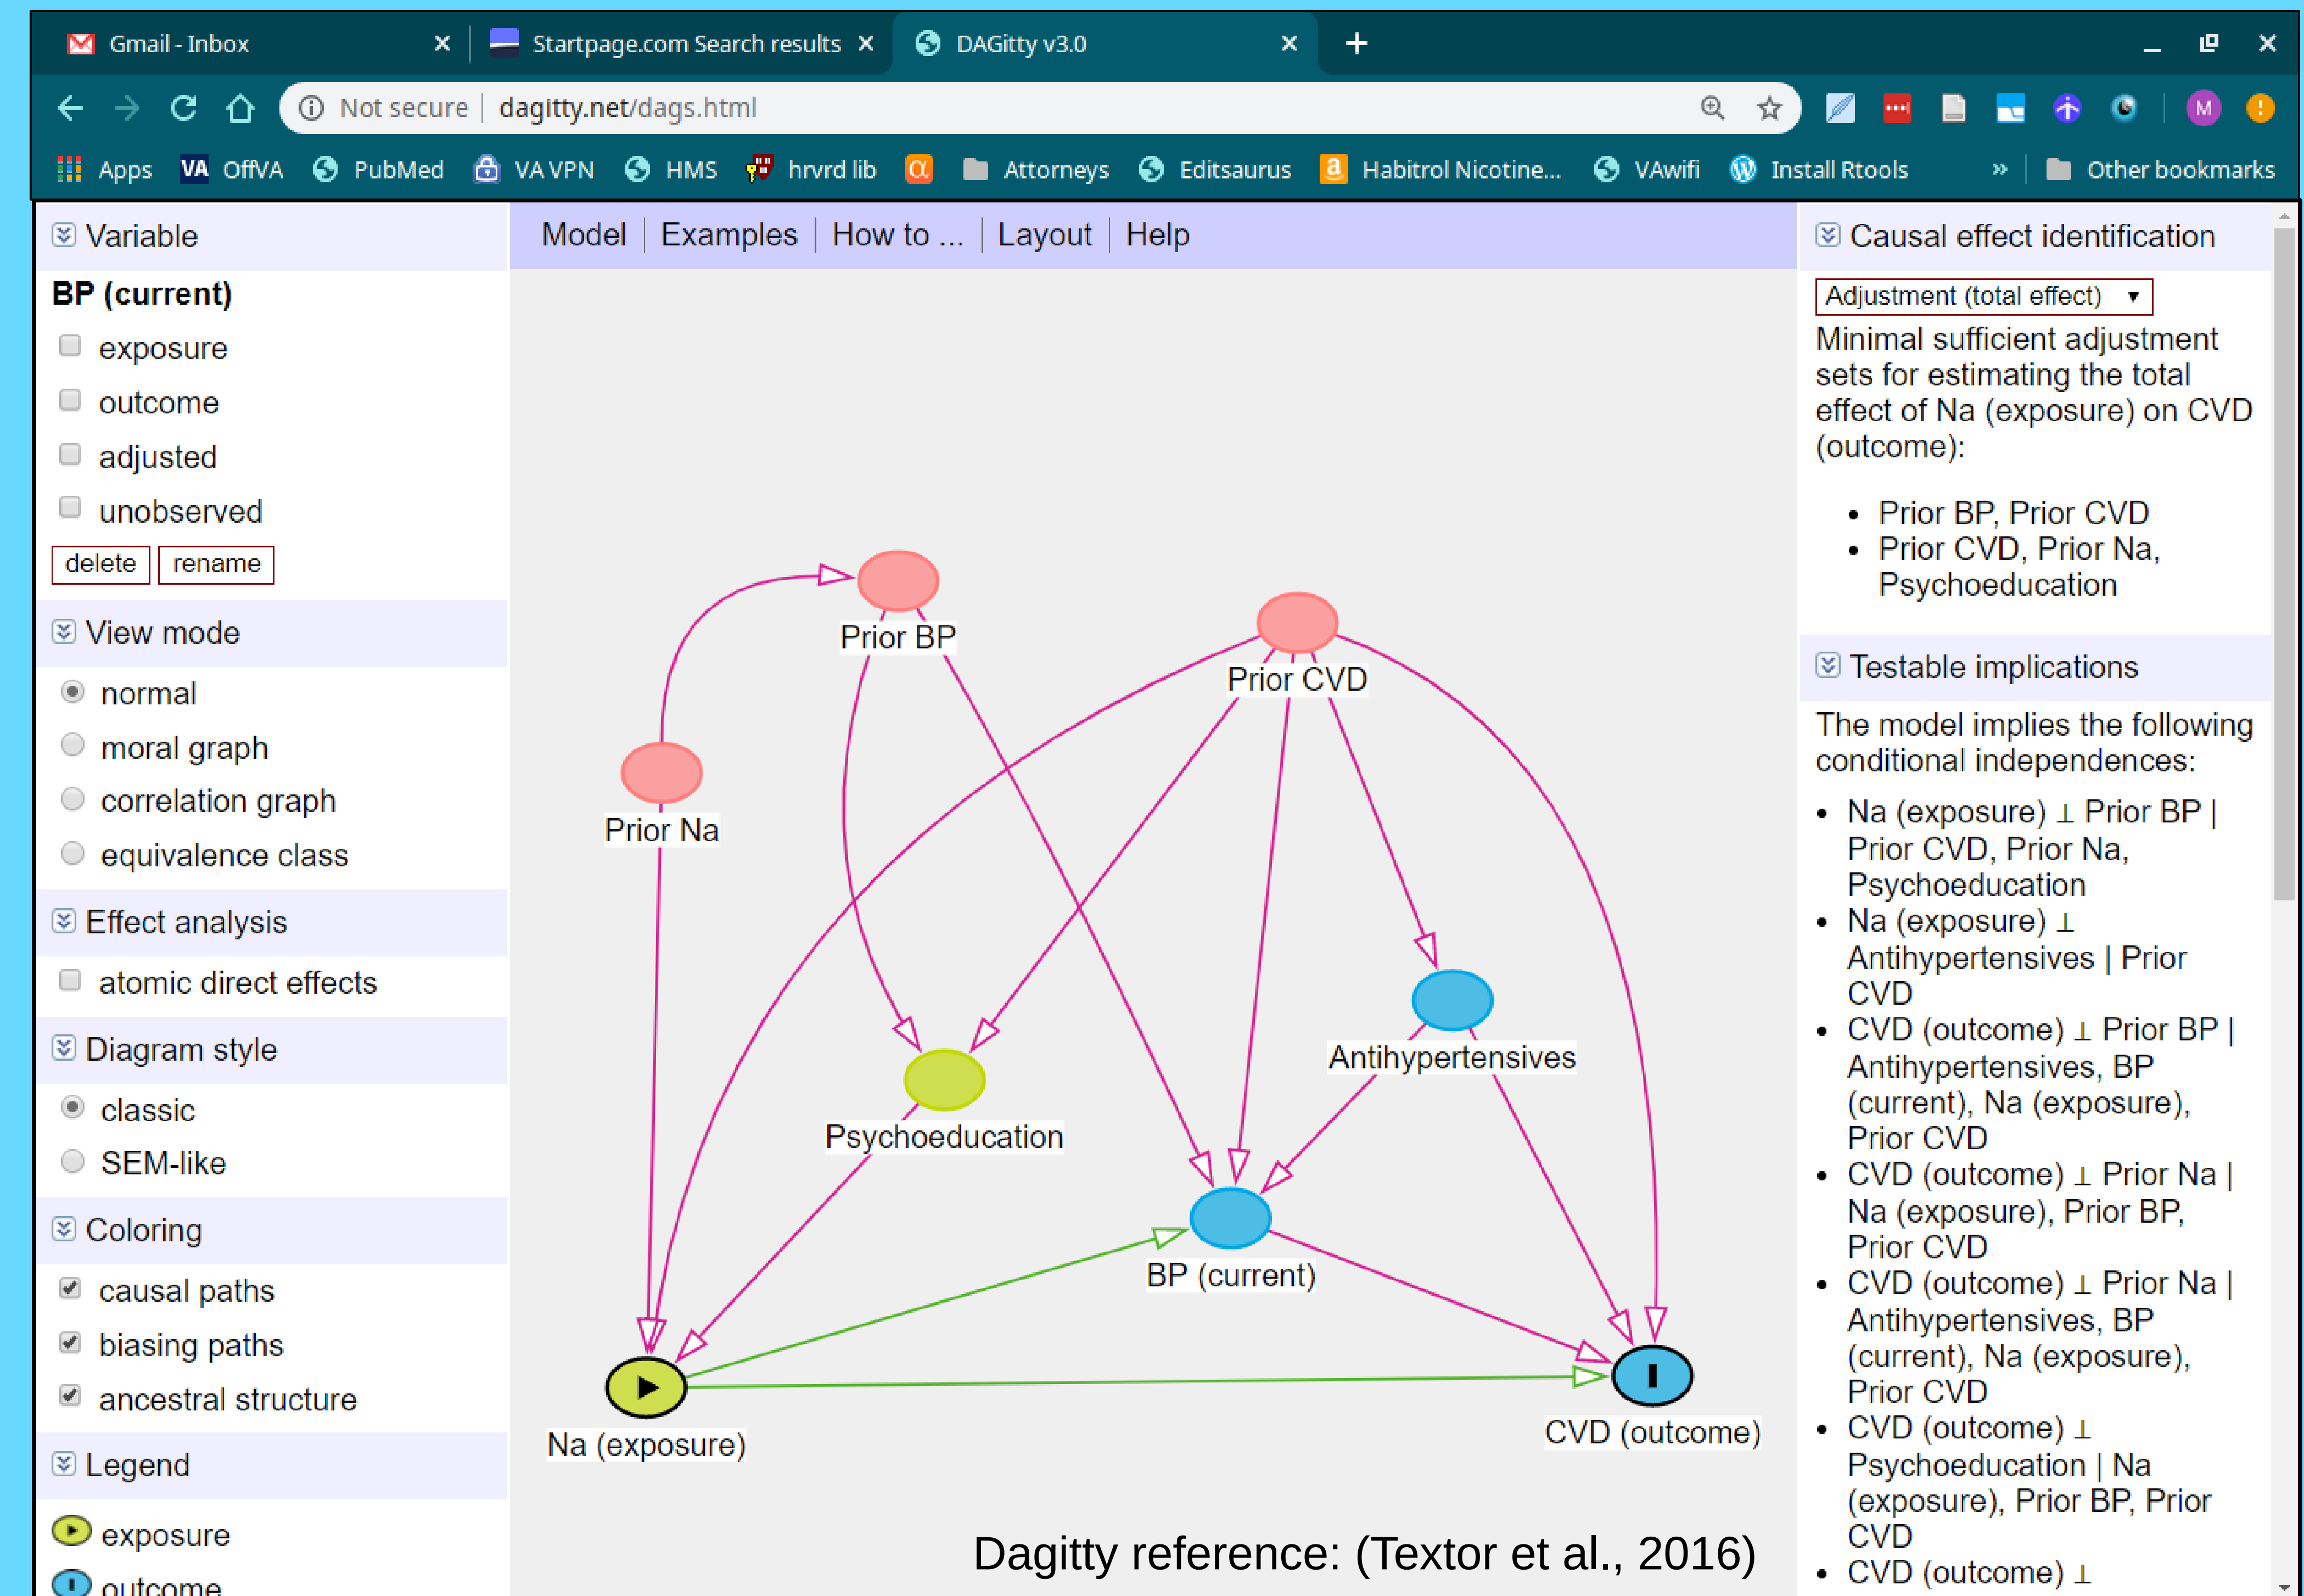 Gmail - Inbox
Startpage.com Search results
DAGitty v3.0
Not secure
dagitty.net/dags.html
M
Apps
VA OffVA
PubMed
VA VPN
HMS
hrvrd lib
α
Attorneys
Editsaurus
a Habitrol Nicotine...
VAwifi
Install Rtools
»
Other bookmarks
Variable
BP (current)
exposure
outcome
adjusted
unobserved
delete
rename
View mode
normal
moral graph
correlation graph
equivalence class
Effect analysis
atomic direct effects
Diagram style
classic
SEM-like
Coloring
causal paths
biasing paths
ancestral structure
Legend
exposure
outcome
Model | Examples | How to ... | Layout | Help
Prior BP
Prior CVD
Prior Na
Antihypertensives
Psychoeducation
BP (current)
CVD (outcome)
Na (exposure)
Dagitty reference: (Textor et al., 2016)
Causal effect identification
Adjustment (total effect)
Minimal sufficient adjustment
sets for estimating the total
effect of Na (exposure) on CVD
(outcome):
• Prior BP, Prior CVD
• Prior CVD, Prior Na,
Psychoeducation
Testable implications
The model implies the following
conditional independences:
• Na (exposure) ⊥ Prior BP |
Prior CVD, Prior Na,
Psychoeducation
• Na (exposure) ⊥
Antihypertensives | Prior
CVD
• CVD (outcome) ⊥ Prior BP |
Antihypertensives, BP
(current), Na (exposure),
Prior CVD
• CVD (outcome) ⊥ Prior Na |
Na (exposure), Prior BP,
Prior CVD
• CVD (outcome) ⊥ Prior Na |
Antihypertensives, BP
(current), Na (exposure),
Prior CVD
• CVD (outcome) ⊥
Psychoeducation | Na
(exposure), Prior BP, Prior
CVD
• CVD (outcome) ⊥